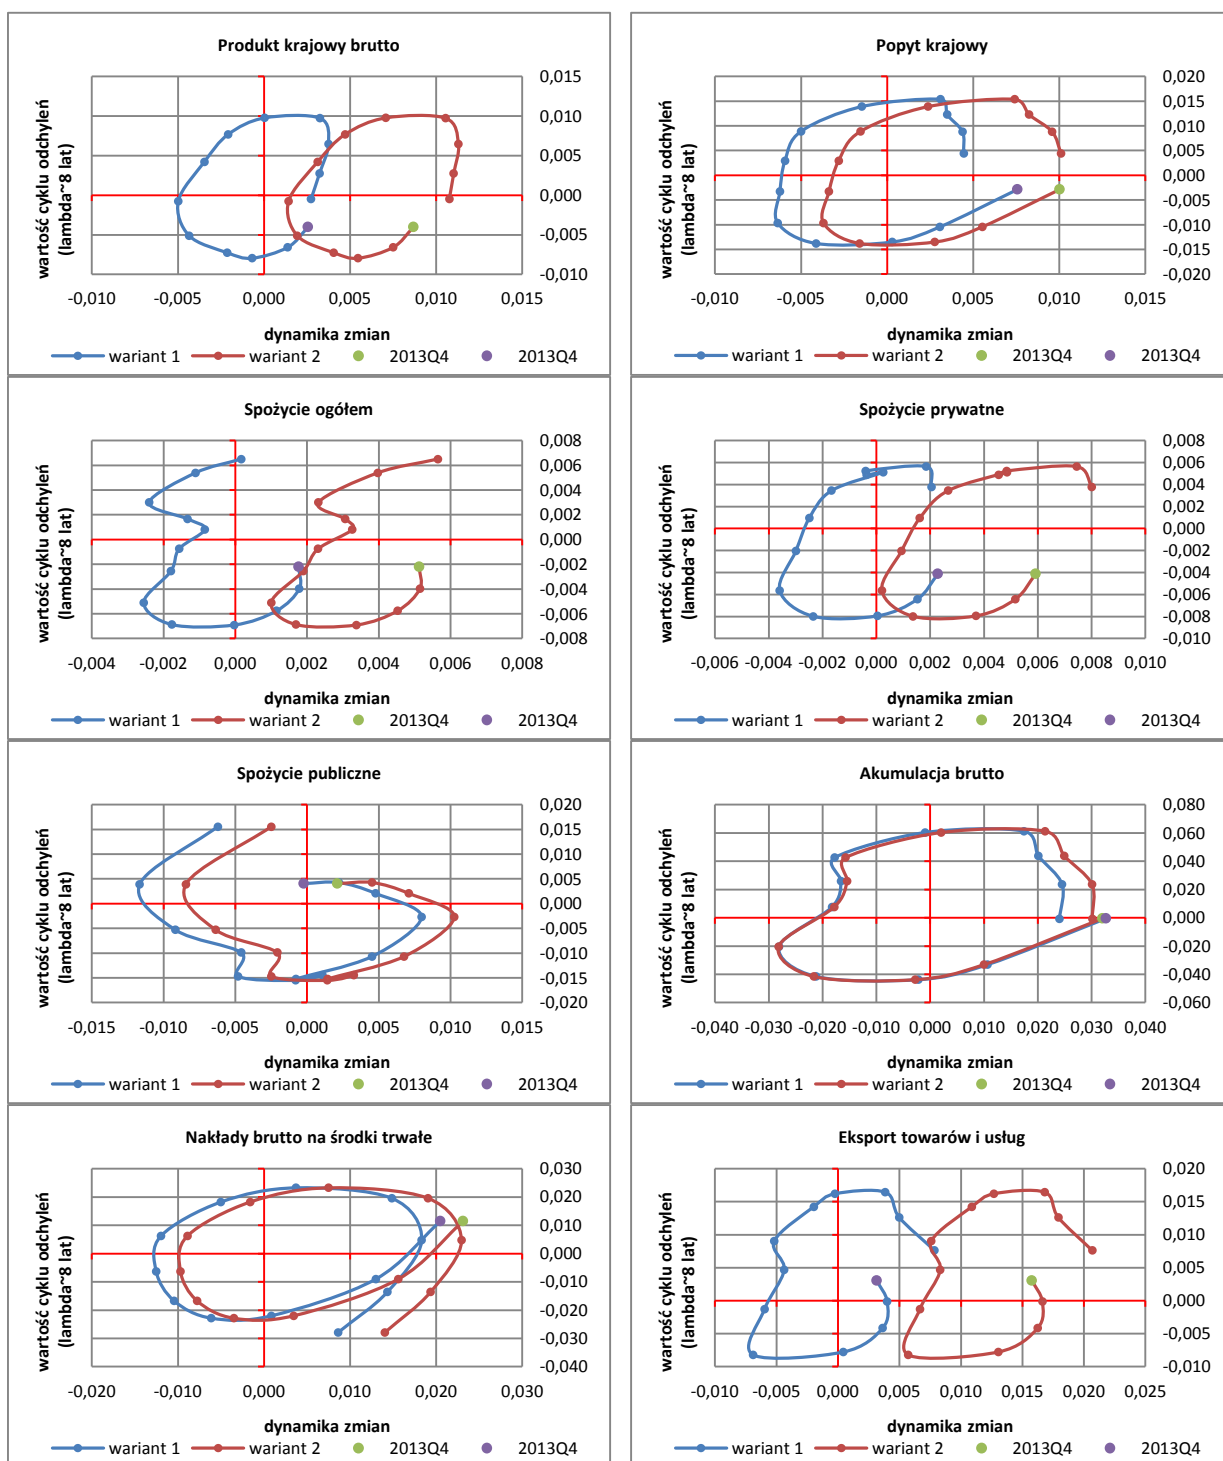 Produkt krajowy brutto
wartość cyklu odchyleń
(lambda~8 lat)
0,015
0,010
0,005
0,000
-0,005
-0,010
-0,010 -0,005 0,000 0,005 0,010 0,015
dynamika zmian
wariant 1 wariant 2 2013Q4 2013Q4
Popyt krajowy
wartość cyklu odchyleń
(lambda~8 lat)
0,020
0,015
0,010
0,005
0,000
-0,005
-0,010
-0,015
-0,020
-0,010 -0,005 0,000 0,005 0,010 0,015
dynamika zmian
wariant 1 wariant 2 2013Q4 2013Q4
Spożycie ogółem
wartość cyklu odchyleń
(lambda~8 lat)
0,008
0,006
0,004
0,002
0,000
-0,002
-0,004
-0,006
-0,008
-0,004 -0,002 0,000 0,002 0,004 0,006 0,008
dynamika zmian
wariant 1 wariant 2 2013Q4 2013Q4
Spożycie prywatne
wartość cyklu odchyleń
(lambda~8 lat)
0,008
0,006
0,004
0,002
0,000
-0,002
-0,004
-0,006
-0,008
-0,010
-0,006 -0,004 -0,002 0,000 0,002 0,004 0,006 0,008 0,010
dynamika zmian
wariant 1 wariant 2 2013Q4 2013Q4
Spożycie publiczne
wartość cyklu odchyleń
(lambda~8 lat)
0,020
0,015
0,010
0,005
0,000
-0,005
-0,010
-0,015
-0,020
-0,015 -0,010 -0,005 0,000 0,005 0,010 0,015
dynamika zmian
wariant 1 wariant 2 2013Q4 2013Q4
Akumulacja brutto
wartość cyklu odchyleń
(lambda~8 lat)
0,080
0,060
0,040
0,020
0,000
-0,020
-0,040
-0,060
-0,040 -0,030 -0,020 -0,010 0,000 0,010 0,020 0,030 0,040
dynamika zmian
wariant 1 wariant 2 2013Q4 2013Q4
Nakłady brutto na środki trwałe
wartość cyklu odchyleń
(lambda~8 lat)
0,030
0,020
0,010
0,000
-0,010
-0,020
-0,030
-0,040
-0,020 -0,010 0,000 0,010 0,020 0,030
dynamika zmian
wariant 1 wariant 2 2013Q4 2013Q4
Eksport towarów i usług
wartość cyklu odchyleń
(lambda~8 lat)
0,020
0,015
0,010
0,005
0,000
-0,005
-0,010
-0,010 -0,005 0,000 0,005 0,010 0,015 0,020 0,025
dynamika zmian
wariant 1 wariant 2 2013Q4 2013Q4